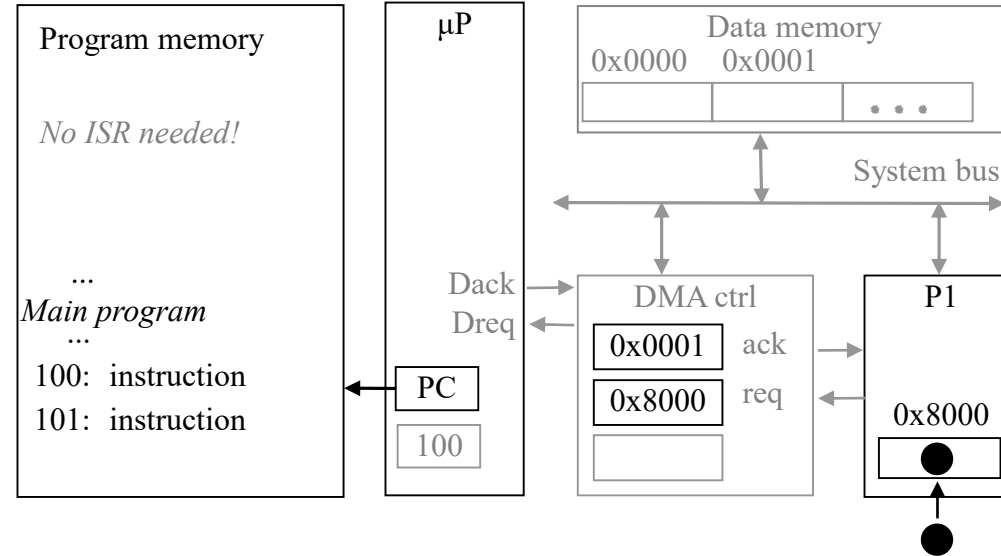 Program memory
No ISR needed!
...
Main program
...
100: instruction
101: instruction
μP
Dack
Dreq
PC
100
Data memory
0x0000 0x0001
...
System bus
DMA ctrl
0x0001 ack
0x8000 req
P1
0x8000